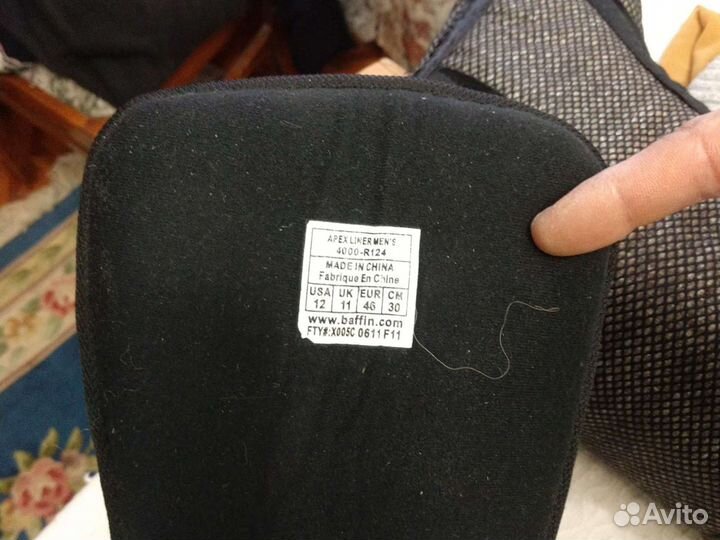 APEX LINER MEN'S
4000-R124
MADE IN CHINA
Fabrique En Chine
USA UK EUR CM
12 11 46 30
www.baffin.com
FTY#:X005C 0611 F11
Avito